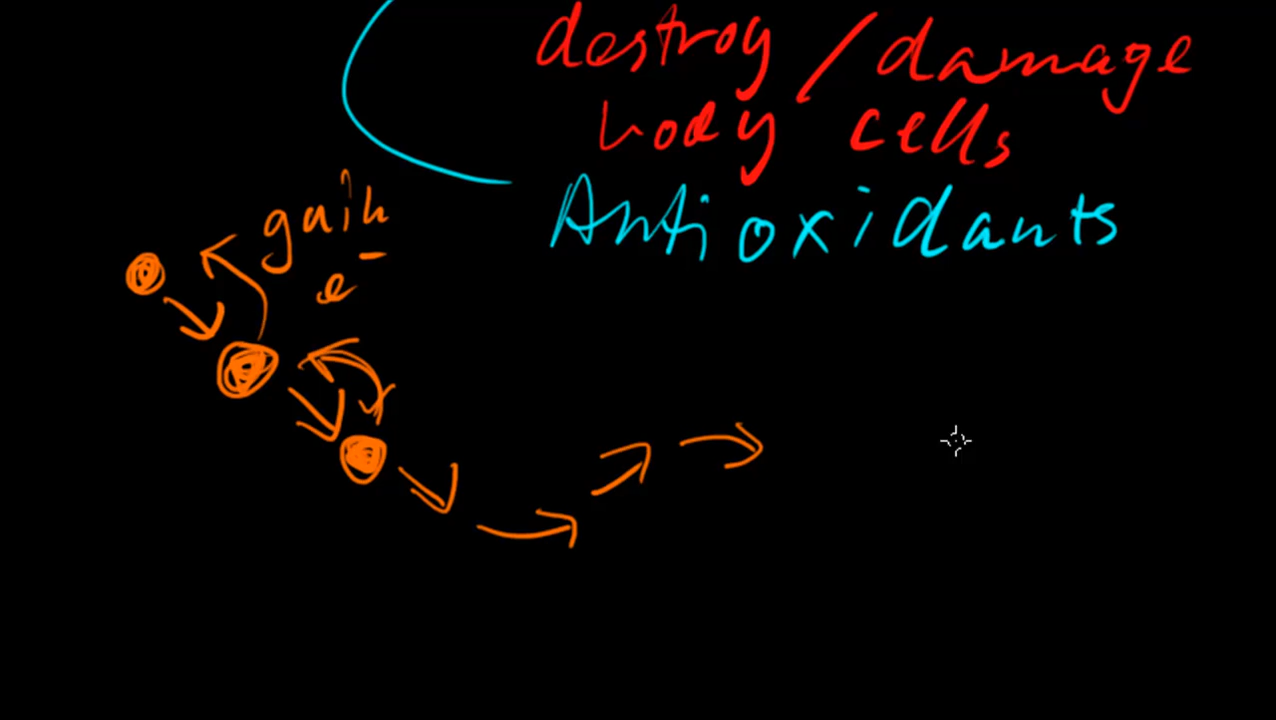 destroy / damage
body cells
Antioxidants
gain
e-